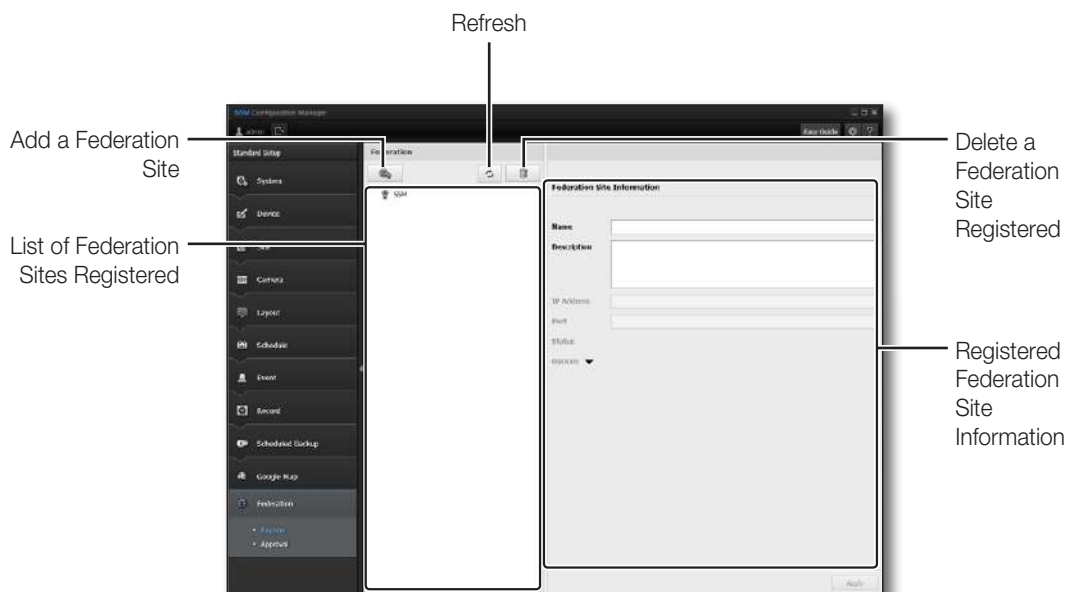 Refresh
Add a Federation
Site
List of Federation
Sites Registered
Delete a
Federation
Site
Registered
Registered
Federation
Site
Information
SSM Configuration Manager
admin
Easy Guide
?
Standard Setup
System
Device
Site
Camera
Layout
Schedule
Event
Record
Scheduled Backup
Google Map
Federation
• Approval
Federation
SSM
Federation Site Information
Name
Description
IP Address
Port
Status
Apply